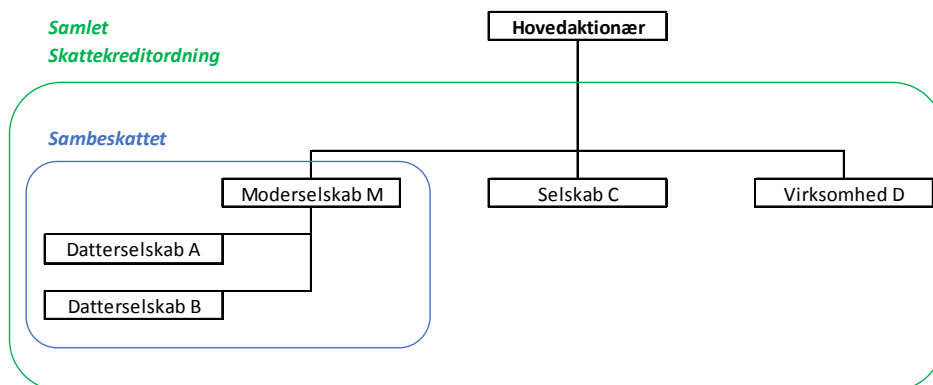 Samlet
Skattekreditordning
Hovedaktionær
Sambeskattet
Moderselskab M
Selskab C
Virksomhed D
Datterselskab A
Datterselskab B